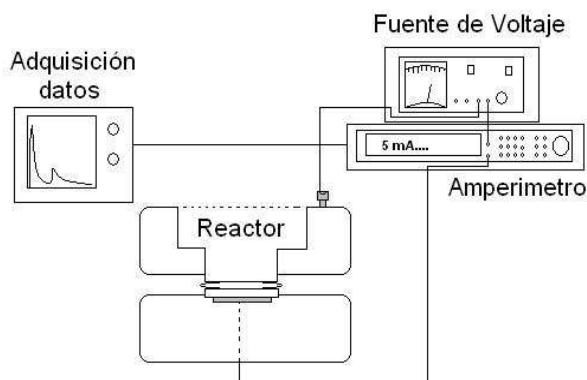 Fuente de Voltaje
Adquisición
datos
5 mA....
Amperimetro
Reactor